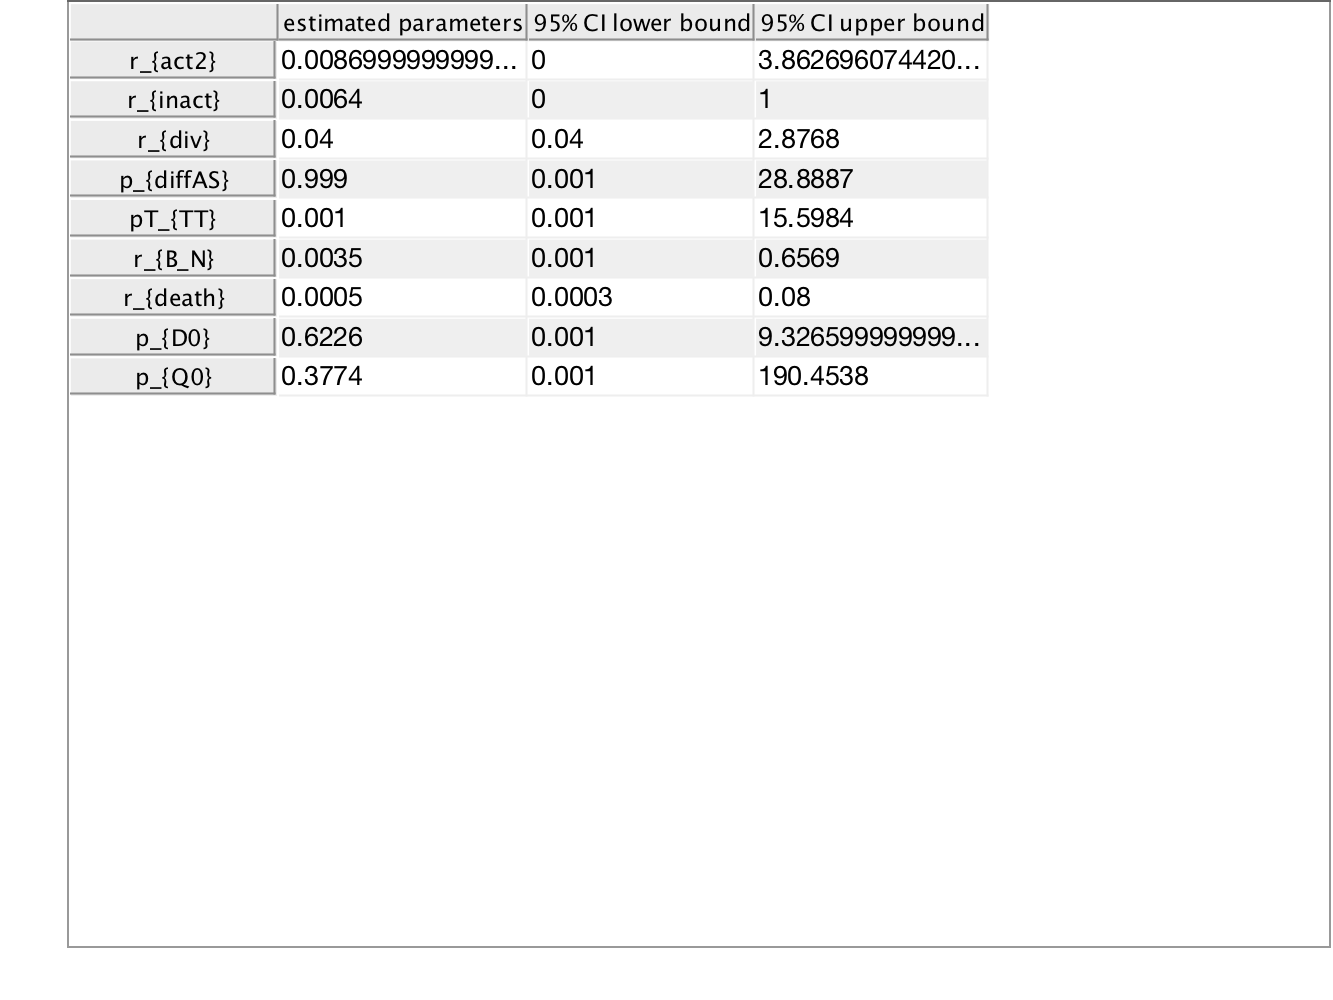 estimated parameters 95% CI lower bound 95% CI upper bound
r_{act2} 0.0086999999999... 0 3.862696074420...
r_{inact} 0.0064 0 1
r_{div} 0.04 0.04 2.8768
p_{diffAS} 0.999 0.001 28.8887
pT_{TT} 0.001 0.001 15.5984
r_{B_N} 0.0035 0.001 0.6569
r_{death} 0.0005 0.0003 0.08
p_{D0} 0.6226 0.001 9.326599999999...
p_{Q0} 0.3774 0.001 190.4538